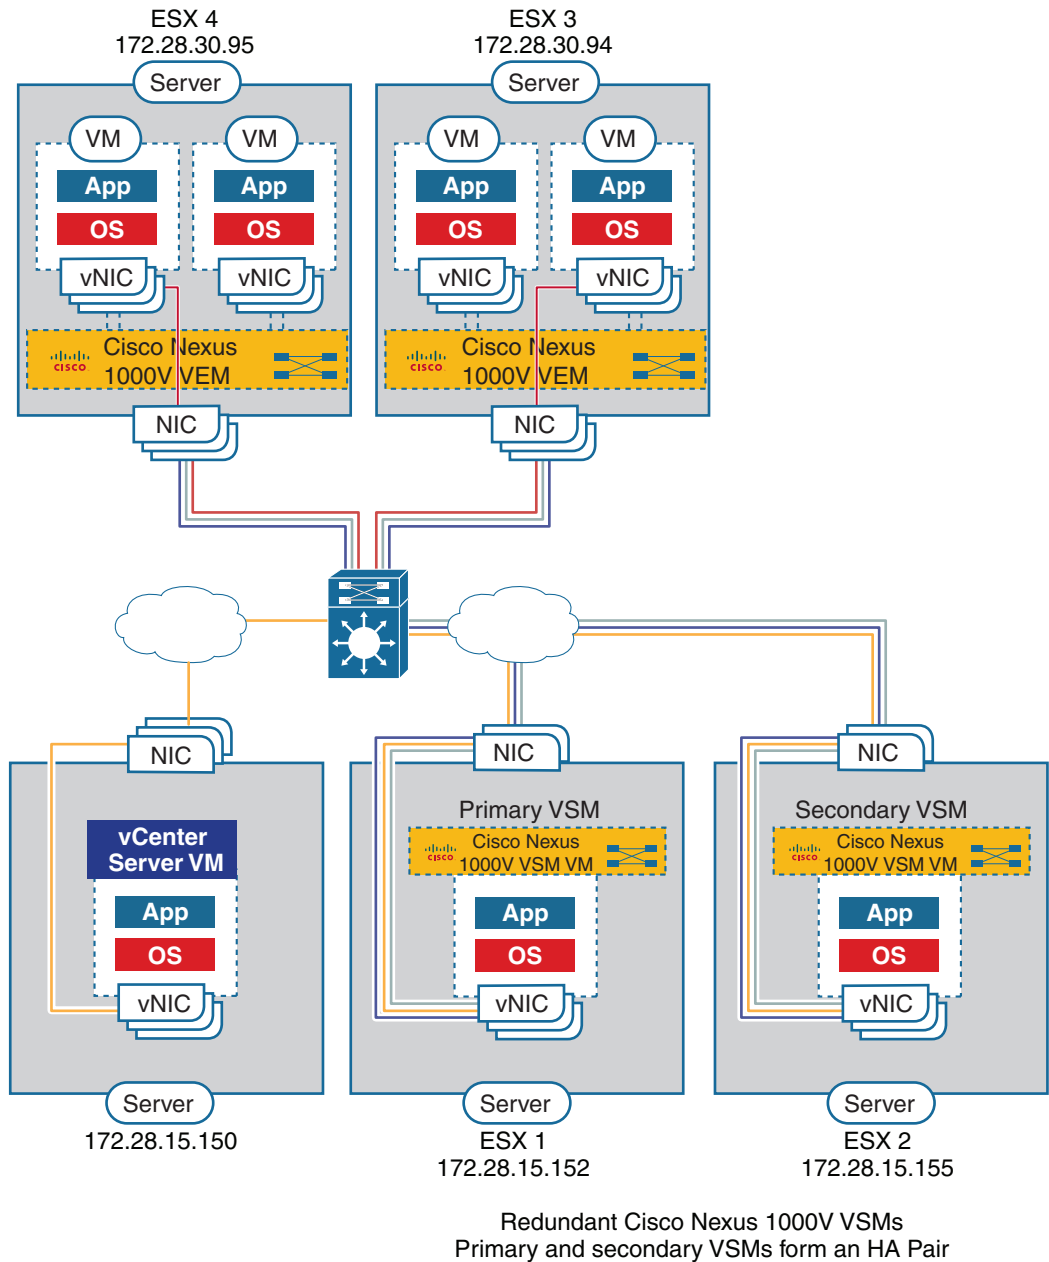 ESX 4
172.28.30.95
Server
VM
VM
App
App
OS
OS
vNIC
vNIC
CISCO
Cisco Nexus
1000V VEM
NIC
ESX 3
172.28.30.94
Server
VM
VM
App
App
OS
OS
vNIC
vNIC
CISCO
Cisco Nexus
1000V VEM
NIC
NIC
vCenter
Server VM
App
OS
vNIC
Server
172.28.15.150
NIC
Primary VSM
CISCO
Cisco Nexus
1000V VSM VM
App
OS
vNIC
Server
ESX 1
172.28.15.152
NIC
Secondary VSM
CISCO
Cisco Nexus
1000V VSM VM
App
OS
vNIC
Server
ESX 2
172.28.15.155
Redundant Cisco Nexus 1000V VSMs
Primary and secondary VSMs form an HA Pair